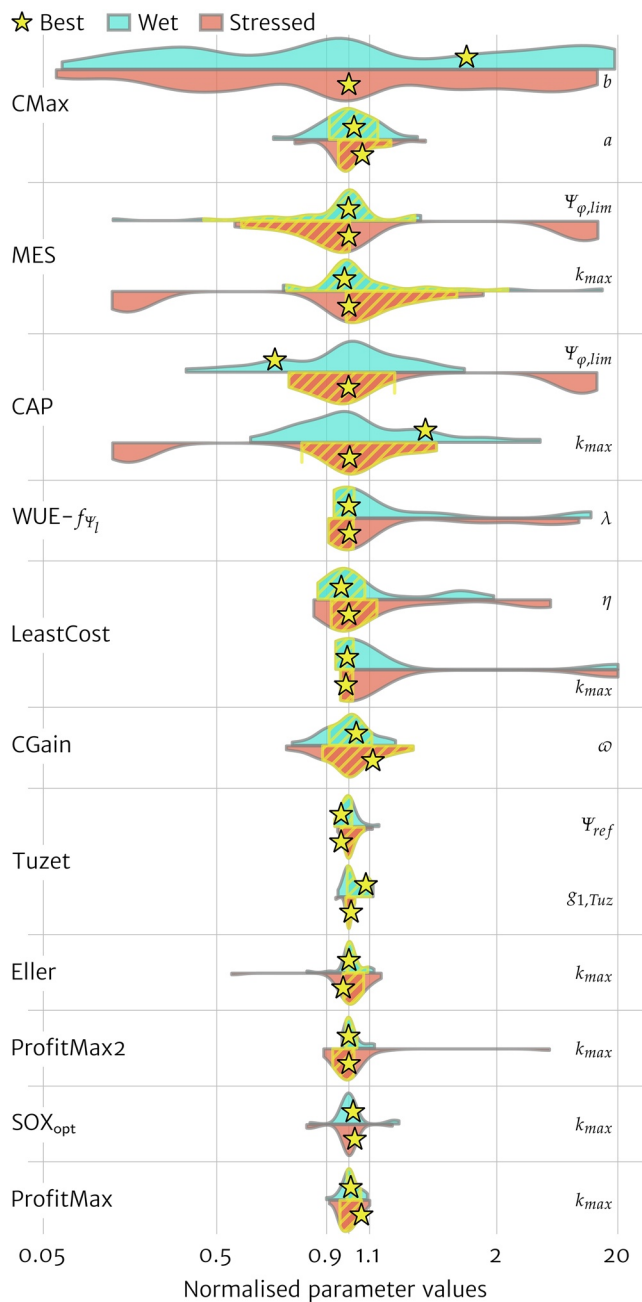 Best Wet Stressed
CMax
b
a
MES
Ψφ,lim
kmax
CAP
Ψφ,lim
kmax
WUE-fΨl
λ
LeastCost
η
kmax
CGain
ϖ
Tuzet
Ψref
g1,Tuz
Eller
kmax
ProfitMax2
kmax
SOXopt
kmax
ProfitMax
kmax
0.05 0.5 0.9 1.1 2 20
Normalised parameter values